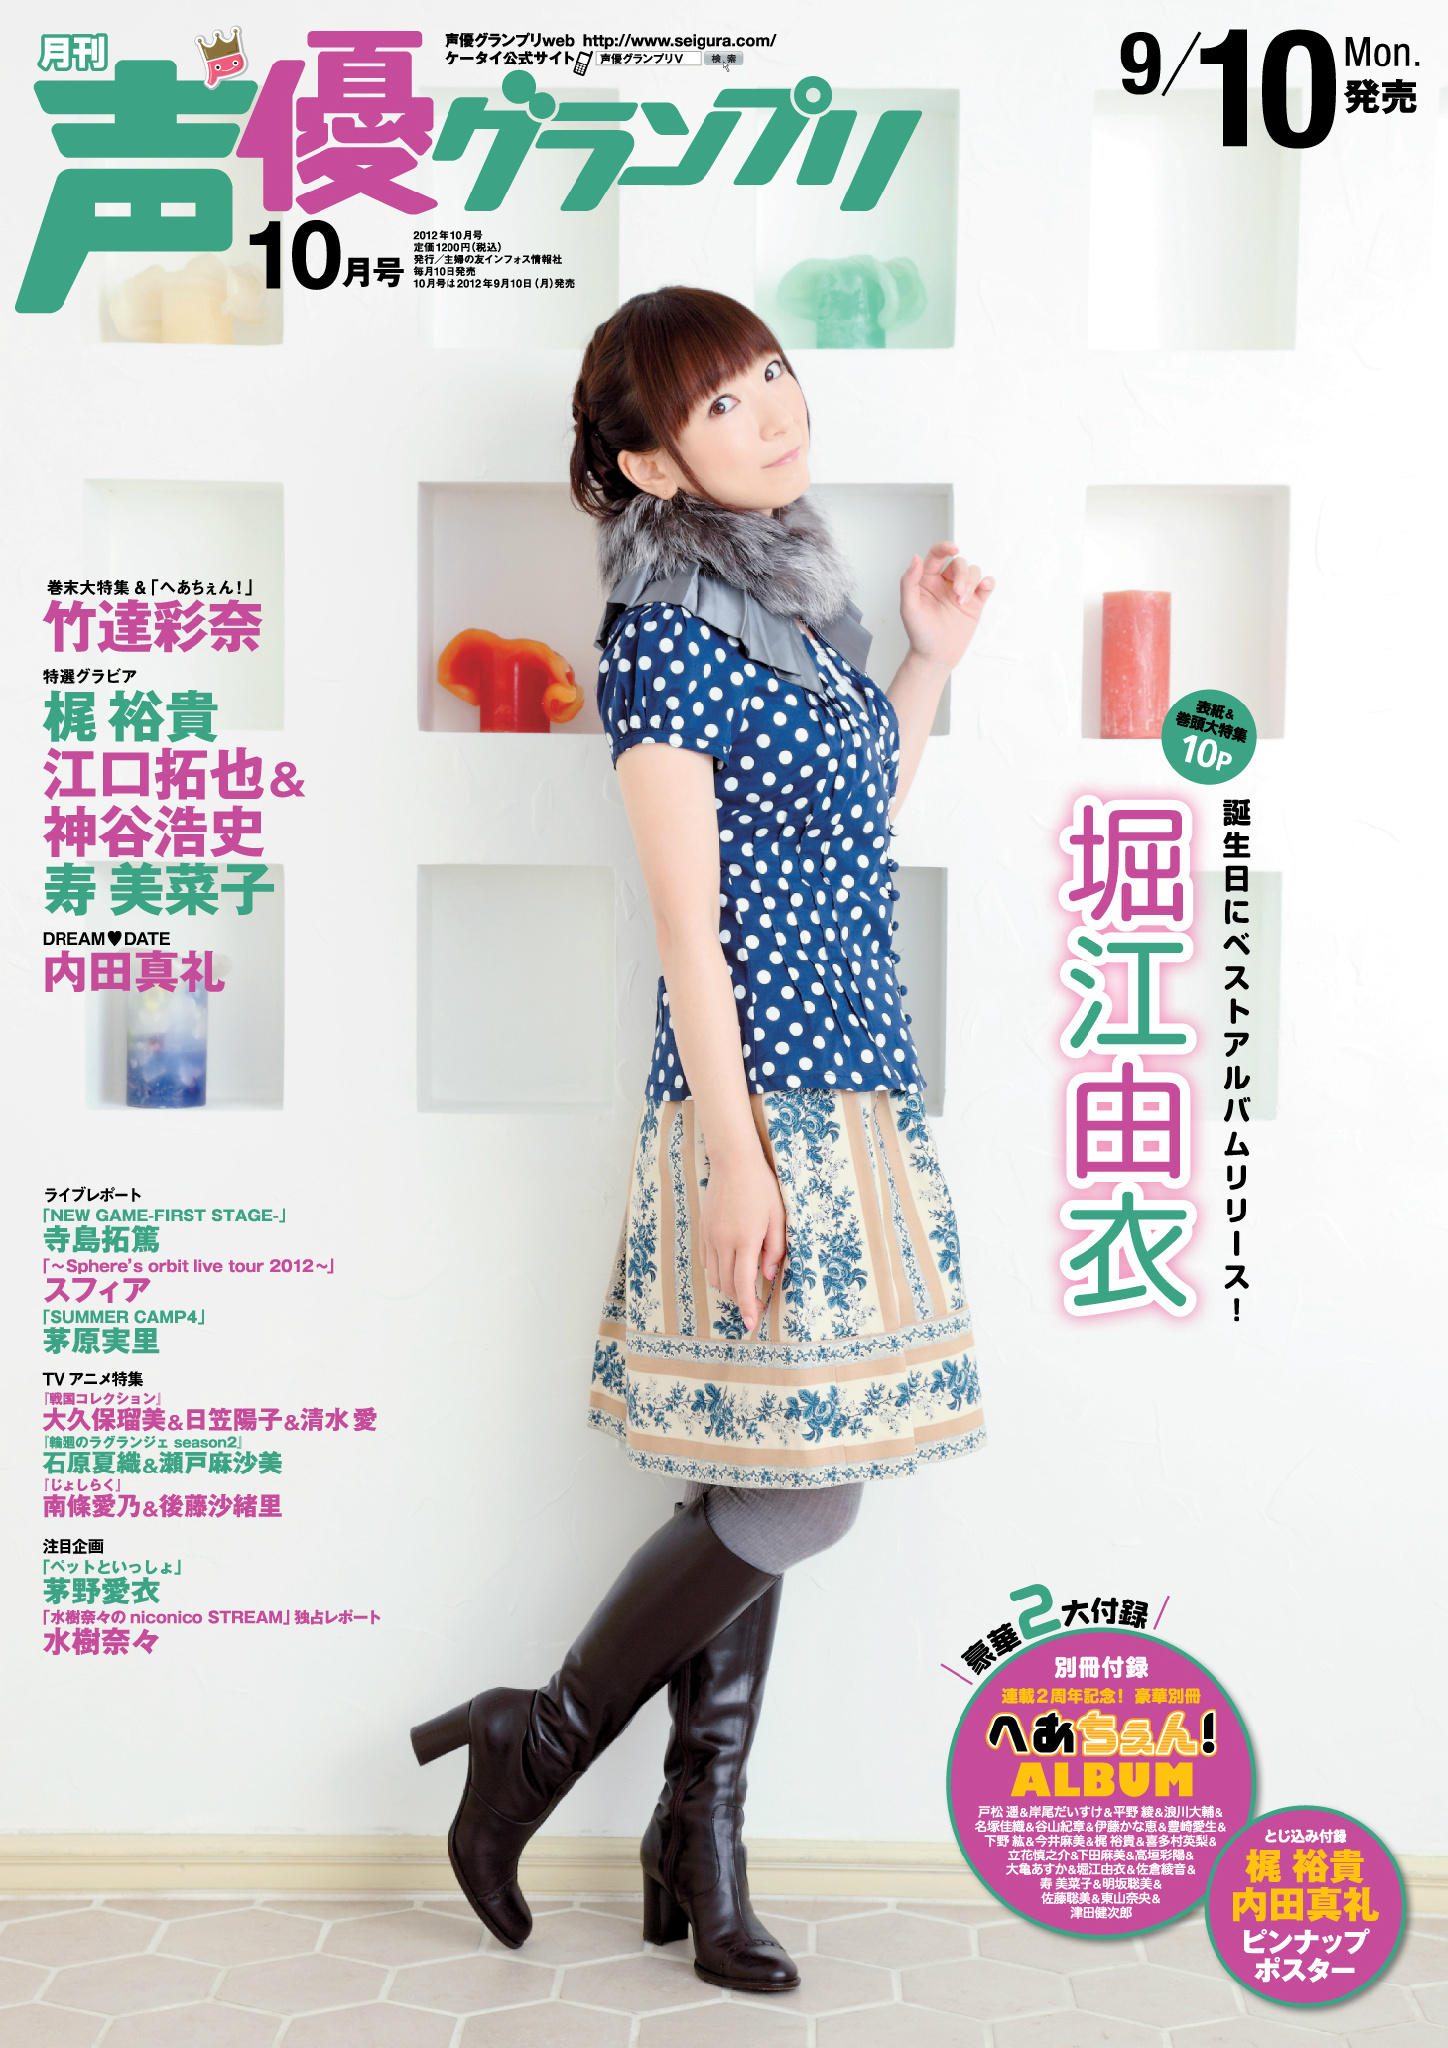 月刊
声優グランプリ
声優グランプリweb http://www.seigura.com/
ケータイ公式サイト 声優グランプリV 検索
9/10 Mon.
発売
10月号
2012年10月号
定価1200円(税込)
発行/主婦の友インフォス情報社
毎月10日発売
10月号は2012年9月10日(月)発売
巻末大特集&「へあちぇん!」
竹達彩奈
特選グラビア
梶 裕貴
江口拓也&
神谷浩史
寿 美菜子
DREAM♥DATE
内田真礼
表紙&
巻頭大特集
10P
誕生日にベストアルバムリリース!
堀江由衣
ライブレポート
「NEW GAME-FIRST STAGE-」
寺島拓篤
「~Sphere's orbit live tour 2012~」
スフィア
「SUMMER CAMP4」
茅原実里
TVアニメ特集
『戦国コレクション』
大久保瑠美&日笠陽子&清水 愛
『輪廻のラグランジェ season2』
石原夏織&瀬戸麻沙美
『じょしらく』
南條愛乃&後藤沙緒里
注目企画
「ペットといっしょ」
茅野愛衣
「水樹奈々のniconico STREAM」独占レポート
水樹奈々
豪華2大付録
別冊付録
連載2周年記念! 豪華別冊
へあちぇん!
ALBUM
戸松 遥&岸尾だいすけ&平野 綾&浪川大輔&
名塚佳織&谷山紀章&伊藤かな恵&豊崎愛生&
下野 紘&今井麻美&梶 裕貴&喜多村英梨&
立花慎之介&下田麻美&高垣彩陽&
大亀あすか&堀江由衣&佐倉綾音&
寿 美菜子&明坂聡美&
佐藤聡美&東山奈央&
津田健次郎
とじ込み付録
梶 裕貴
内田真礼
ピンナップ
ポスター